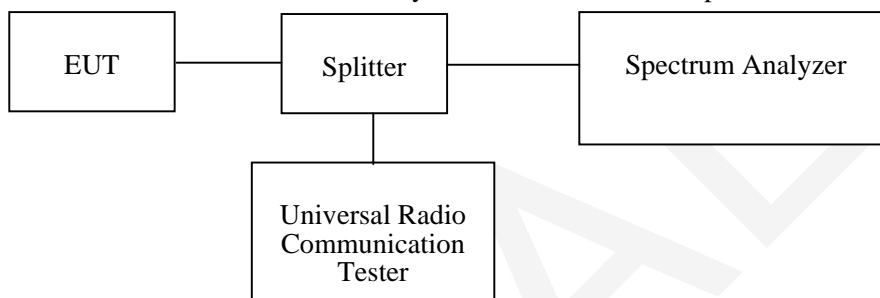 EUT
Splitter
Spectrum Analyzer
Universal Radio
Communication
Tester